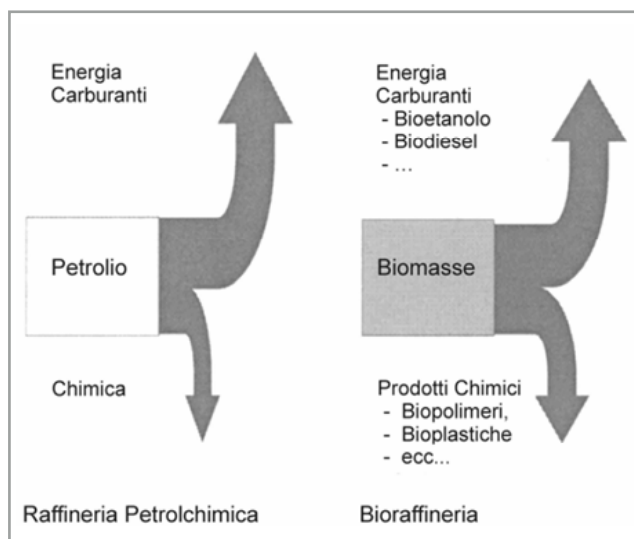 Energia
Carburanti
Petrolio
Chimica
Raffineria Petrolchimica
Energia
Carburanti
- Bioetanolo
- Biodiesel
- ...
Biomasse
Prodotti Chimici
- Biopolimeri,
- Bioplastiche
- ecc...
Bioraffineria